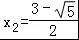 x₂ = (3 − √5)/2